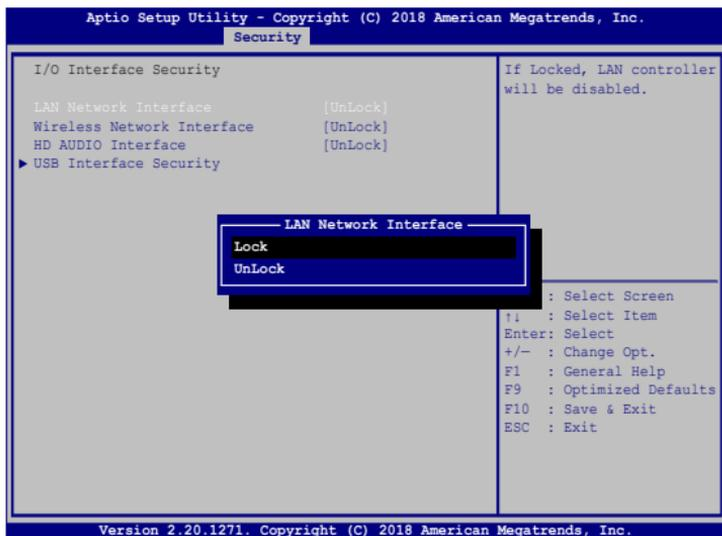 Aptio Setup Utility - Copyright (C) 2018 American Megatrends, Inc.
Security
I/O Interface Security
LAN Network Interface [UnLock]
Wireless Network Interface [UnLock]
HD AUDIO Interface [UnLock]
▶ USB Interface Security
If Locked, LAN controller
will be disabled.
LAN Network Interface
Lock
UnLock
: Select Screen
↑↓ : Select Item
Enter: Select
+/— : Change Opt.
F1 : General Help
F9 : Optimized Defaults
F10 : Save & Exit
ESC : Exit
Version 2.20.1271. Copyright (C) 2018 American Megatrends, Inc.